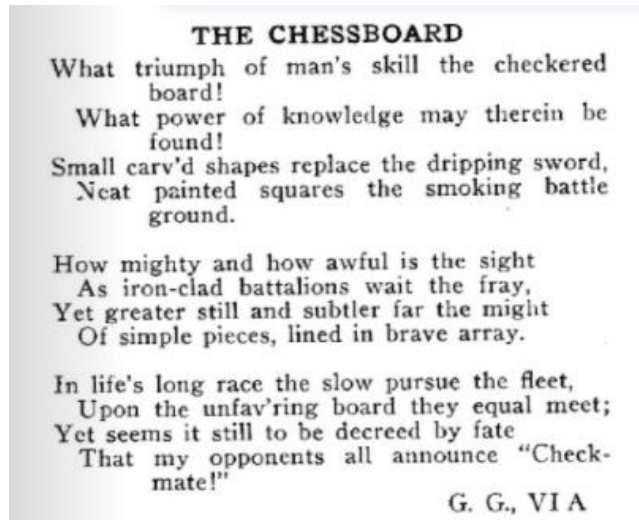 THE CHESSBOARD
What triumph of man's skill the checkered
board!
What power of knowledge may therein be
found!
Small carv'd shapes replace the dripping sword,
Neat painted squares the smoking battle
ground.
How mighty and how awful is the sight
As iron-clad battalions wait the fray,
Yet greater still and subtler far the might
Of simple pieces, lined in brave array.
In life's long race the slow pursue the fleet,
Upon the unfav'ring board they equal meet;
Yet seems it still to be decreed by fate
That my opponents all announce "Check-
mate!"
G. G., VI A